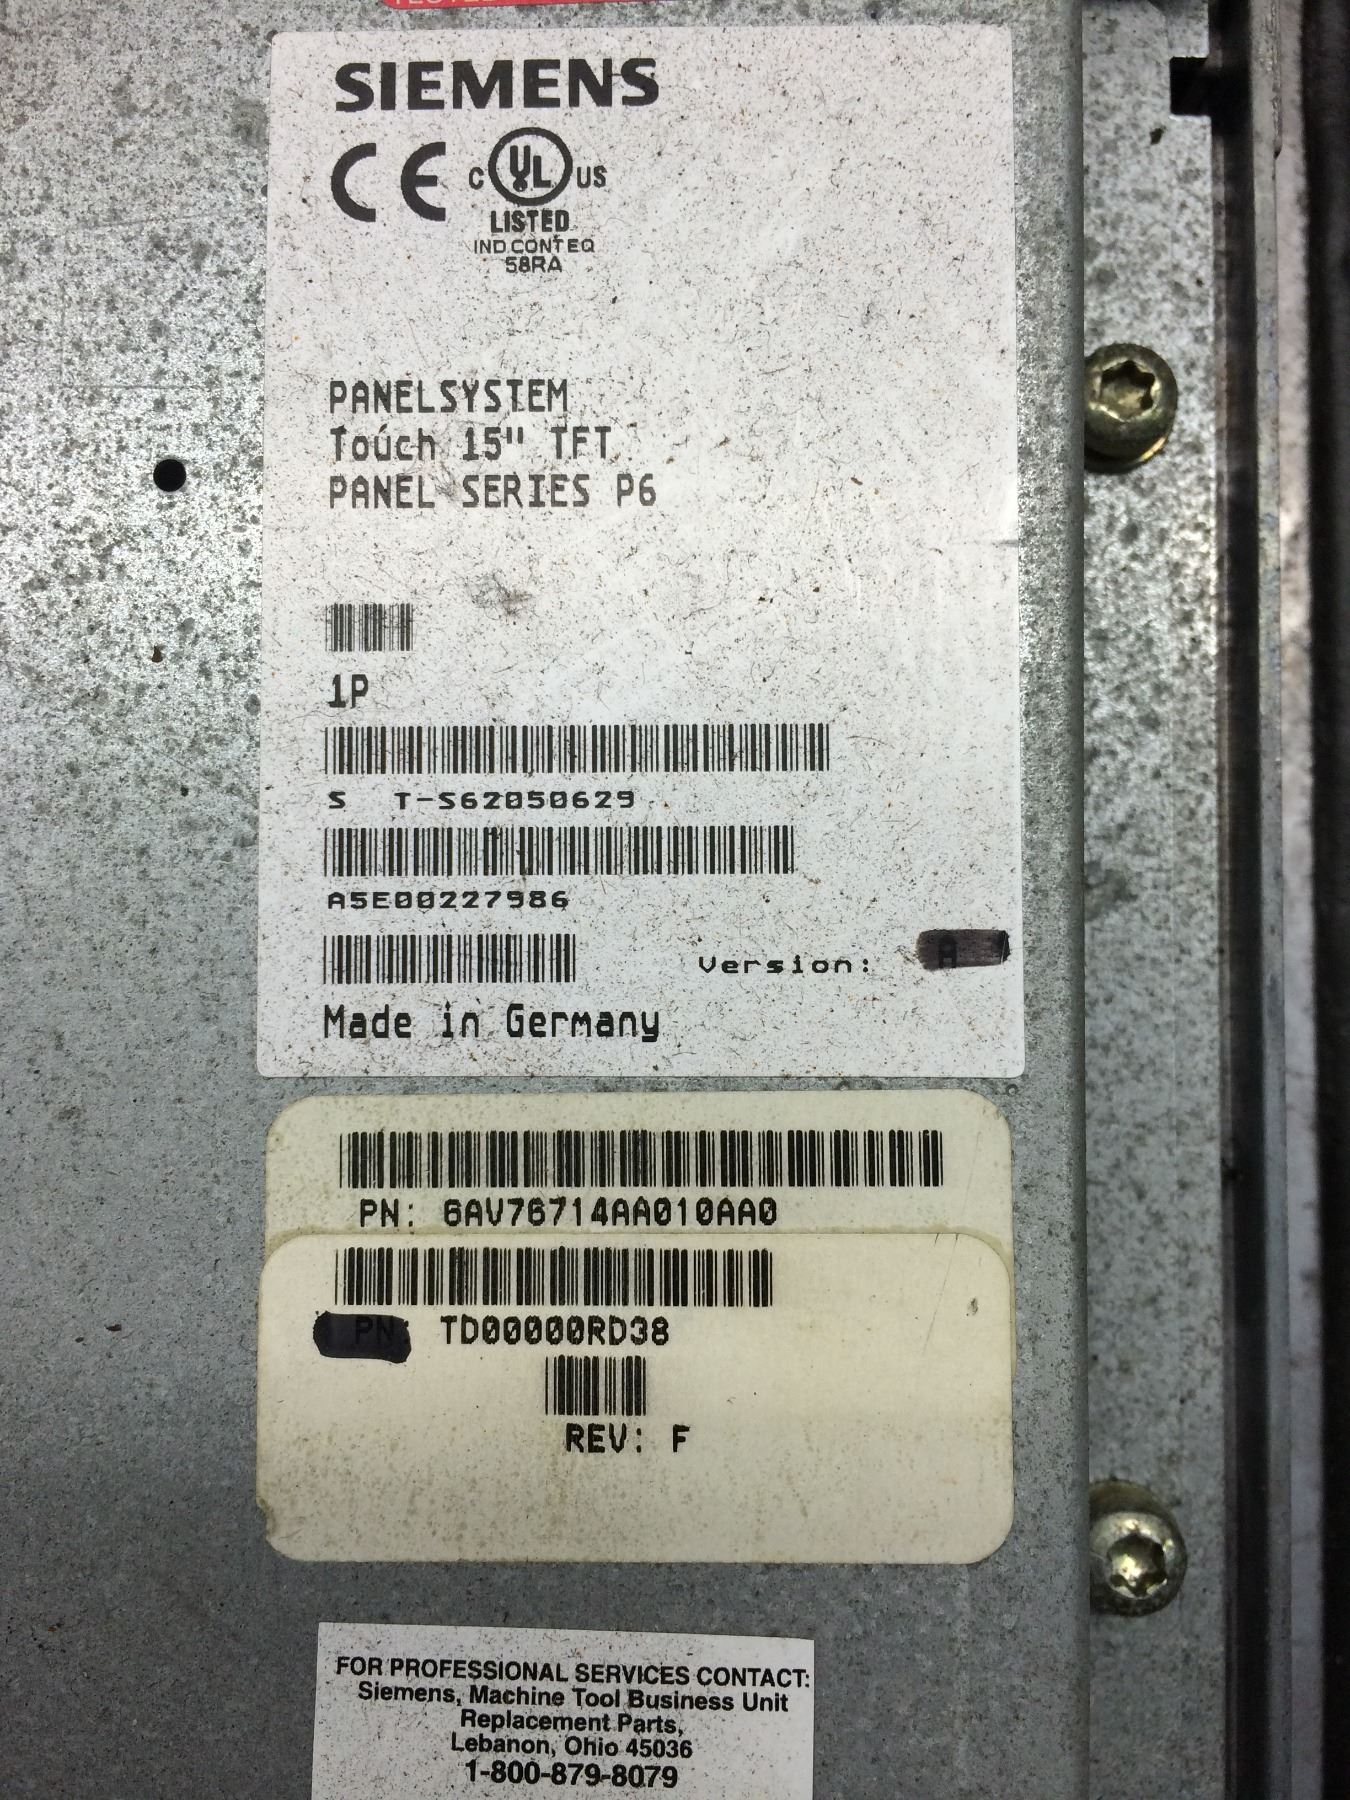 TESTED
SIEMENS
CE C UL US
LISTED
IND CONT EQ
58RA
PANELSYSTEM
Touch 15" TFT
PANEL SERIES P6
1P
S T-S62050629
A5E00227986
Version: A
Made in Germany
PN: 6AV76714AA010AA0
PN: TD00000RD38
REV: F
FOR PROFESSIONAL SERVICES CONTACT:
Siemens, Machine Tool Business Unit
Replacement Parts,
Lebanon, Ohio 45036
1-800-879-8079